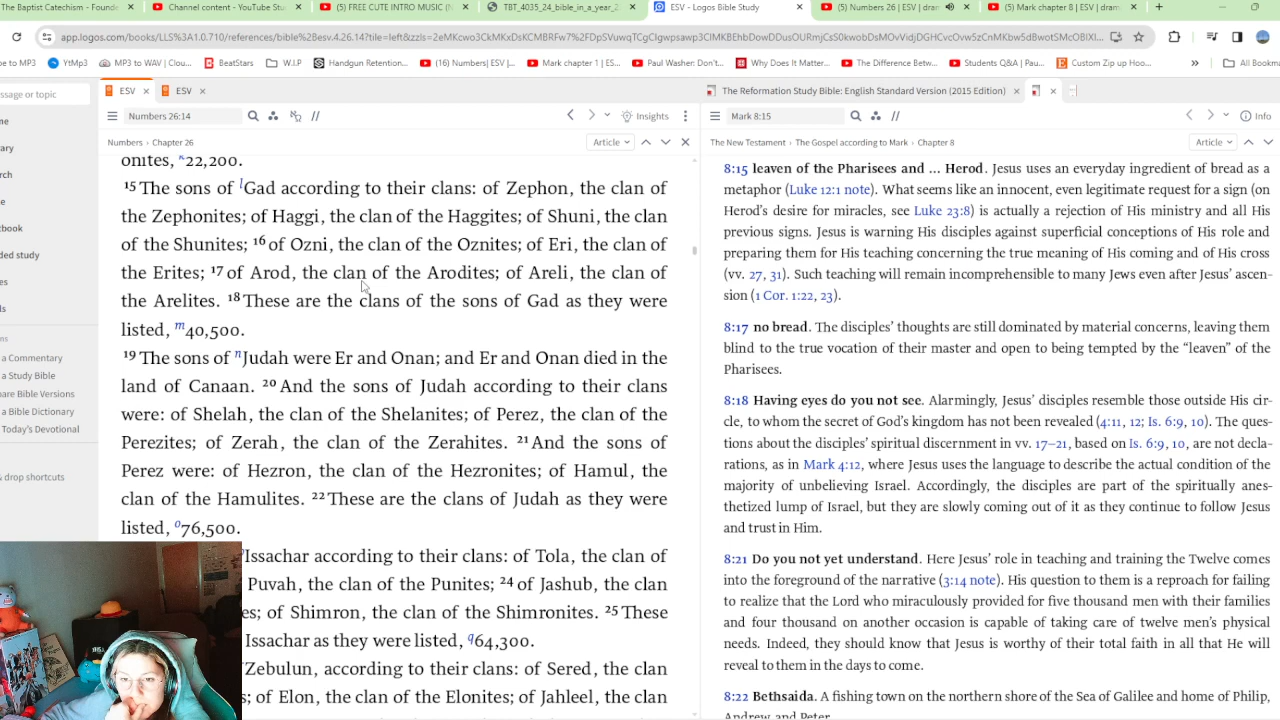 The Baptist Catechism: Founde
Channel content - YouTube Stu
(5) FREE CUTE INTRO MUSIC (N
TBT_4035_24_bible_in_a_year_2
ESV - Logos Bible Study
(5) Numbers 26 | ESV | dram
(5) Mark chapter 8 | ESV | dram
app.logos.com/books/LLS%3A1.0.710/references/bible%2Besv.4.26.14?tile=left&zzls=
be to MP3
YtMp3
MP3 to WAV | Clou...
BeatStars
W.I.P
Handgun Retention...
(16) Numbers| ESV |...
Mark chapter 1 | ES...
Paul Washer: Don't...
Why Does It Matter...
The Difference Betw...
Students Q&A | Pau...
Custom Zip up Hoo...
All Bookma
ssage or topic
ESV
ESV
The Reformation Study Bible: English Standard Version (2015 Edition)
Numbers 26:14
Insights
Mark 8:15
Info
Numbers › Chapter 26
Article
The New Testament › The Gospel according to Mark › Chapter 8
Article
me
rary
rch
te
tbook
ded study
es
ls
ns
a Commentary
a Study Bible
pare Bible Versions
a Bible Dictionary
Today's Devotional
d drop shortcuts
onites, k22,200.
15 The sons of lGad according to their clans: of Zephon, the clan of
the Zephonites; of Haggi, the clan of the Haggites; of Shuni, the clan
of the Shunites; 16 of Ozni, the clan of the Oznites; of Eri, the clan of
the Erites; 17 of Arod, the clan of the Arodites; of Areli, the clan of
the Arelites. 18 These are the clans of the sons of Gad as they were
listed, m40,500.
19 The sons of nJudah were Er and Onan; and Er and Onan died in the
land of Canaan. 20 And the sons of Judah according to their clans
were: of Shelah, the clan of the Shelanites; of Perez, the clan of the
Perezites; of Zerah, the clan of the Zerahites. 21 And the sons of
Perez were: of Hezron, the clan of the Hezronites; of Hamul, the
clan of the Hamulites. 22 These are the clans of Judah as they were
listed, o76,500.
Issachar according to their clans: of Tola, the clan of
Puvah, the clan of the Punites; 24 of Jashub, the clan
es; of Shimron, the clan of the Shimronites. 25 These
Issachar as they were listed, q64,300.
Zebulun, according to their clans: of Sered, the clan
s; of Elon, the clan of the Elonites; of Jahleel, the clan
8:15 leaven of the Pharisees and ... Herod. Jesus uses an everyday ingredient of bread as a
metaphor (Luke 12:1 note). What seems like an innocent, even legitimate request for a sign (on
Herod's desire for miracles, see Luke 23:8) is actually a rejection of His ministry and all His
previous signs. Jesus is warning His disciples against superficial conceptions of His role and
preparing them for His teaching concerning the true meaning of His coming and of His cross
(vv. 27, 31). Such teaching will remain incomprehensible to many Jews even after Jesus' ascen-
sion (1 Cor. 1:22, 23).
8:17 no bread. The disciples' thoughts are still dominated by material concerns, leaving them
blind to the true vocation of their master and open to being tempted by the “leaven” of the
Pharisees.
8:18 Having eyes do you not see. Alarmingly, Jesus' disciples resemble those outside His cir-
cle, to whom the secret of God's kingdom has not been revealed (4:11, 12; Is. 6:9, 10). The ques-
tions about the disciples' spiritual discernment in vv. 17–21, based on Is. 6:9, 10, are not decla-
rations, as in Mark 4:12, where Jesus uses the language to describe the actual condition of the
majority of unbelieving Israel. Accordingly, the disciples are part of the spiritually anes-
thetized lump of Israel, but they are slowly coming out of it as they continue to follow Jesus
and trust in Him.
8:21 Do you not yet understand. Here Jesus' role in teaching and training the Twelve comes
into the foreground of the narrative (3:14 note). His question to them is a reproach for failing
to realize that the Lord who miraculously provided for five thousand men with their families
and four thousand on another occasion is capable of taking care of twelve men's physical
needs. Indeed, they should know that Jesus is worthy of their total faith in all that He will
reveal to them in the days to come.
8:22 Bethsaida. A fishing town on the northern shore of the Sea of Galilee and home of Philip,
Andrew and Peter